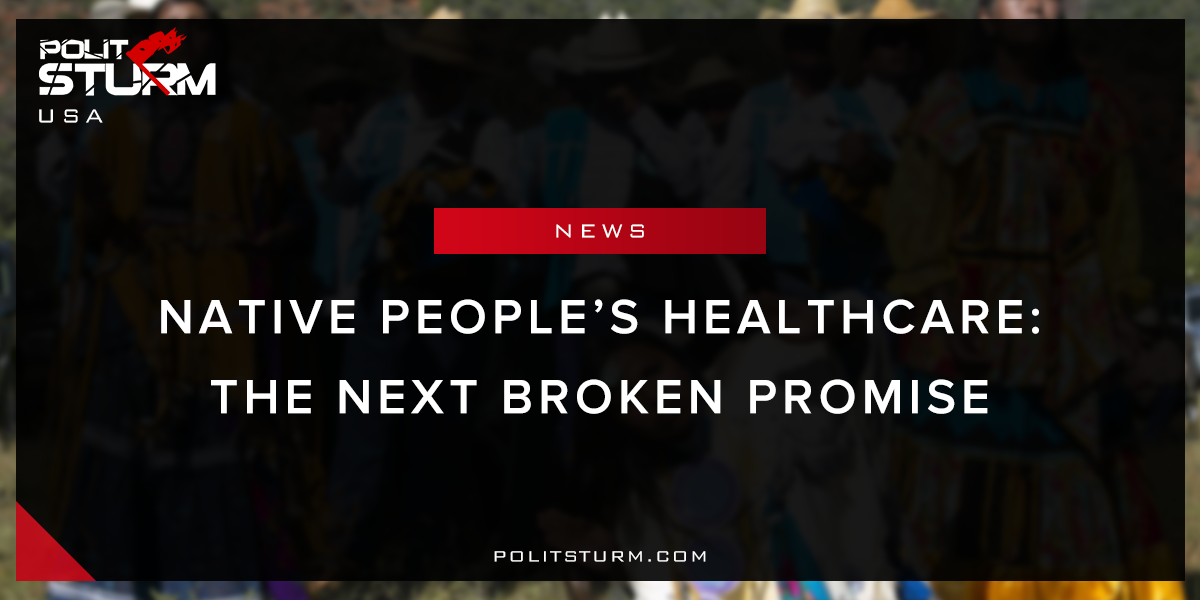 POLIT
STURM
USA
NEWS
NATIVE PEOPLE’S HEALTHCARE:
THE NEXT BROKEN PROMISE
POLITSTURM.COM